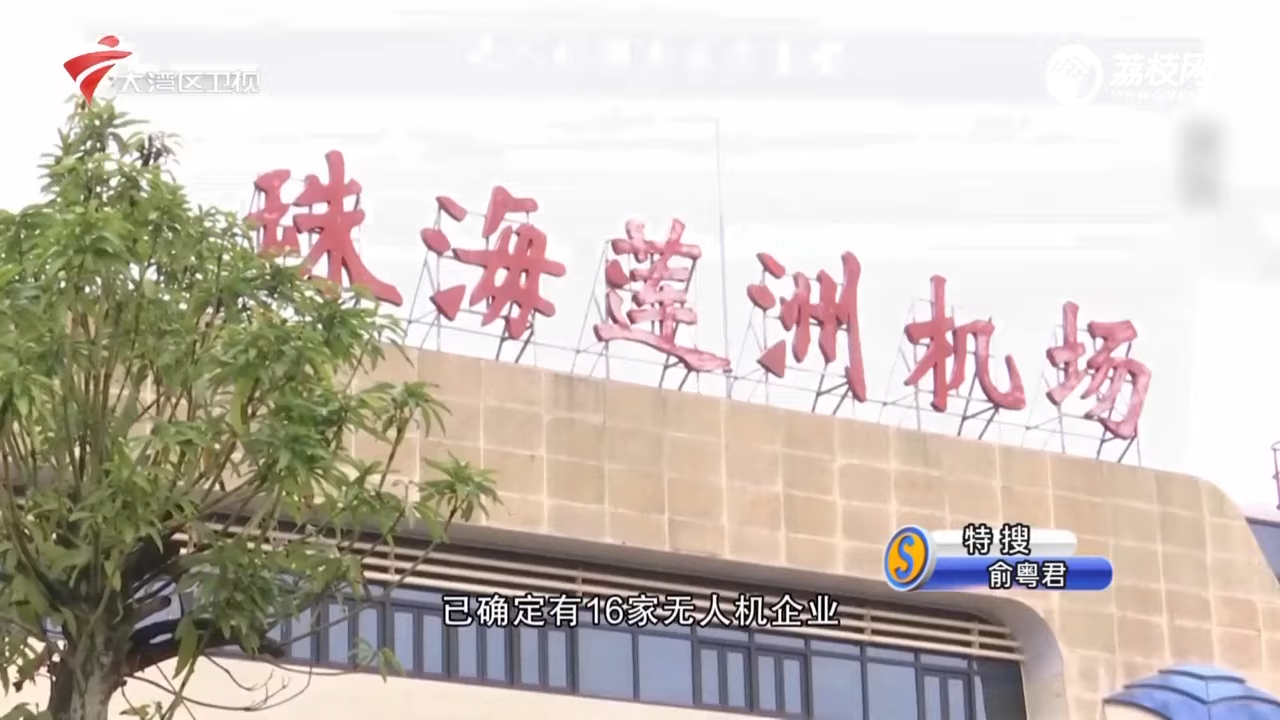 大湾区卫视
荔枝网
珠海莲洲机场
特搜
俞粤君
已确定有16家无人机企业